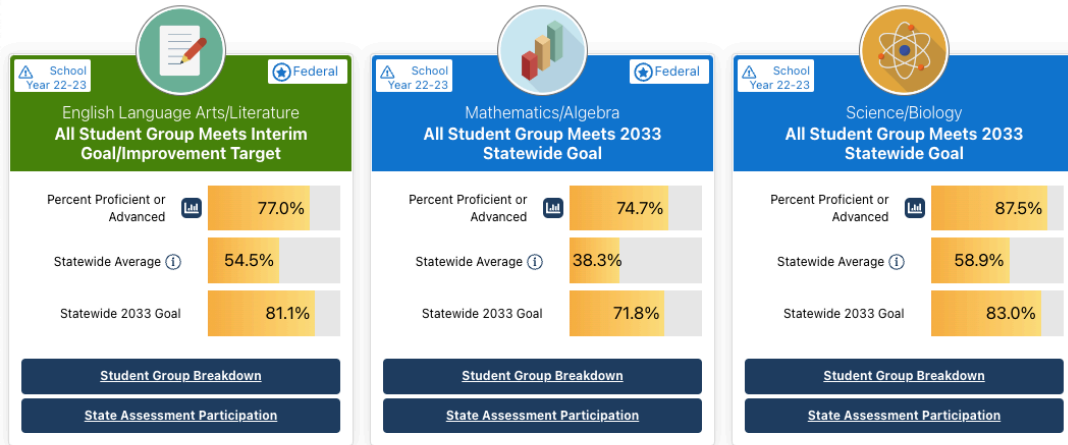 School
Year 22-23
Federal
English Language Arts/Literature
All Student Group Meets Interim
Goal/Improvement Target
Percent Proficient or
Advanced
77.0%
Statewide Average
54.5%
Statewide 2033 Goal
81.1%
Student Group Breakdown
State Assessment Participation
School
Year 22-23
Federal
Mathematics/Algebra
All Student Group Meets 2033
Statewide Goal
Percent Proficient or
Advanced
74.7%
Statewide Average
38.3%
Statewide 2033 Goal
71.8%
Student Group Breakdown
State Assessment Participation
School
Year 22-23
Science/Biology
All Student Group Meets 2033
Statewide Goal
Percent Proficient or
Advanced
87.5%
Statewide Average
58.9%
Statewide 2033 Goal
83.0%
Student Group Breakdown
State Assessment Participation